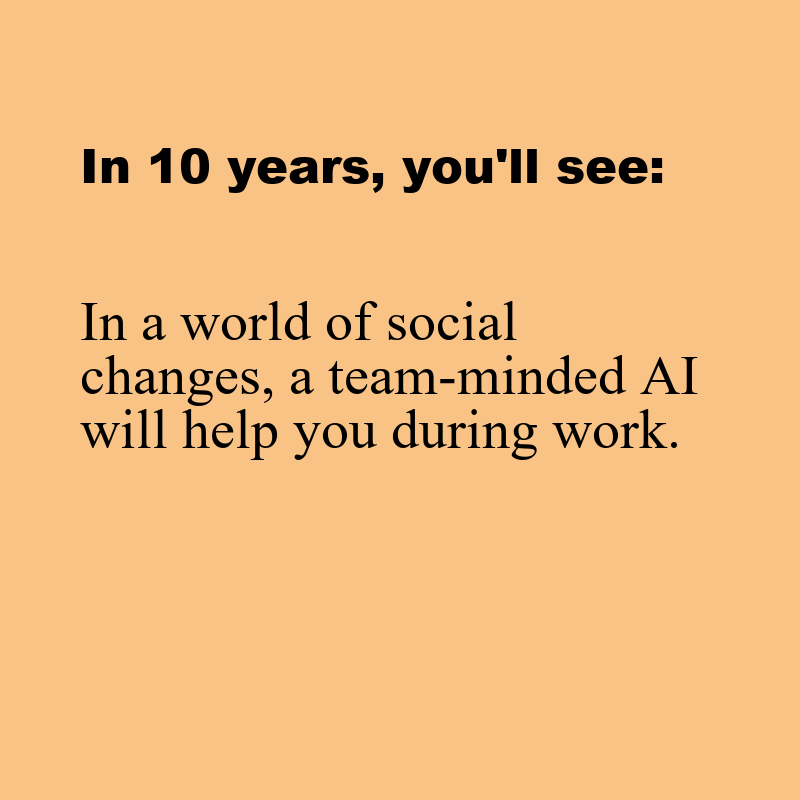 In 10 years, you'll see:
In a world of social
changes, a team-minded AI
will help you during work.